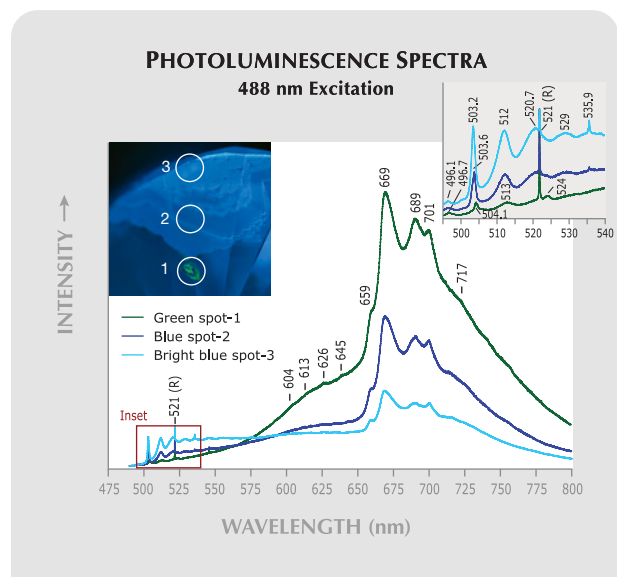 PHOTOLUMINESCENCE SPECTRA
488 nm Excitation
503.2
512
520.7
521 (R)
529
535.9
503.6
496.1
496.7
504.1
513
524
500 510 520 530 540
3
2
1
INTENSITY →
Green spot-1
Blue spot-2
Bright blue spot-3
669
689
701
717
659
645
626
613
604
521 (R)
Inset
475 500 525 550 575 600 625 650 675 700 725 750 775 800
WAVELENGTH (nm)